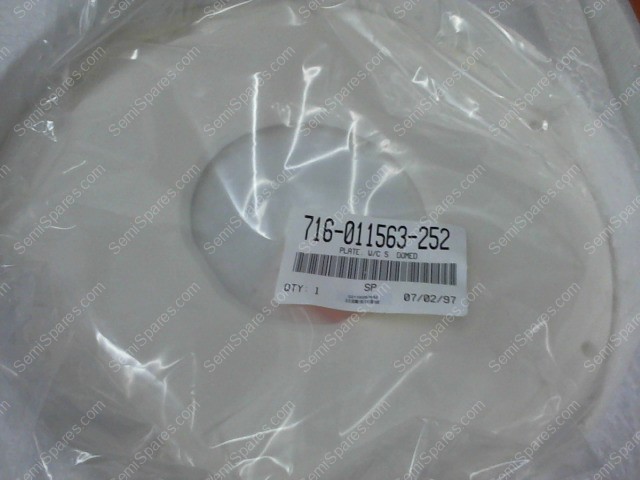 716-011563-252
PLATE W/C 5 DOMED
QTY 1 SP 07/02/97
SemiSpares.com